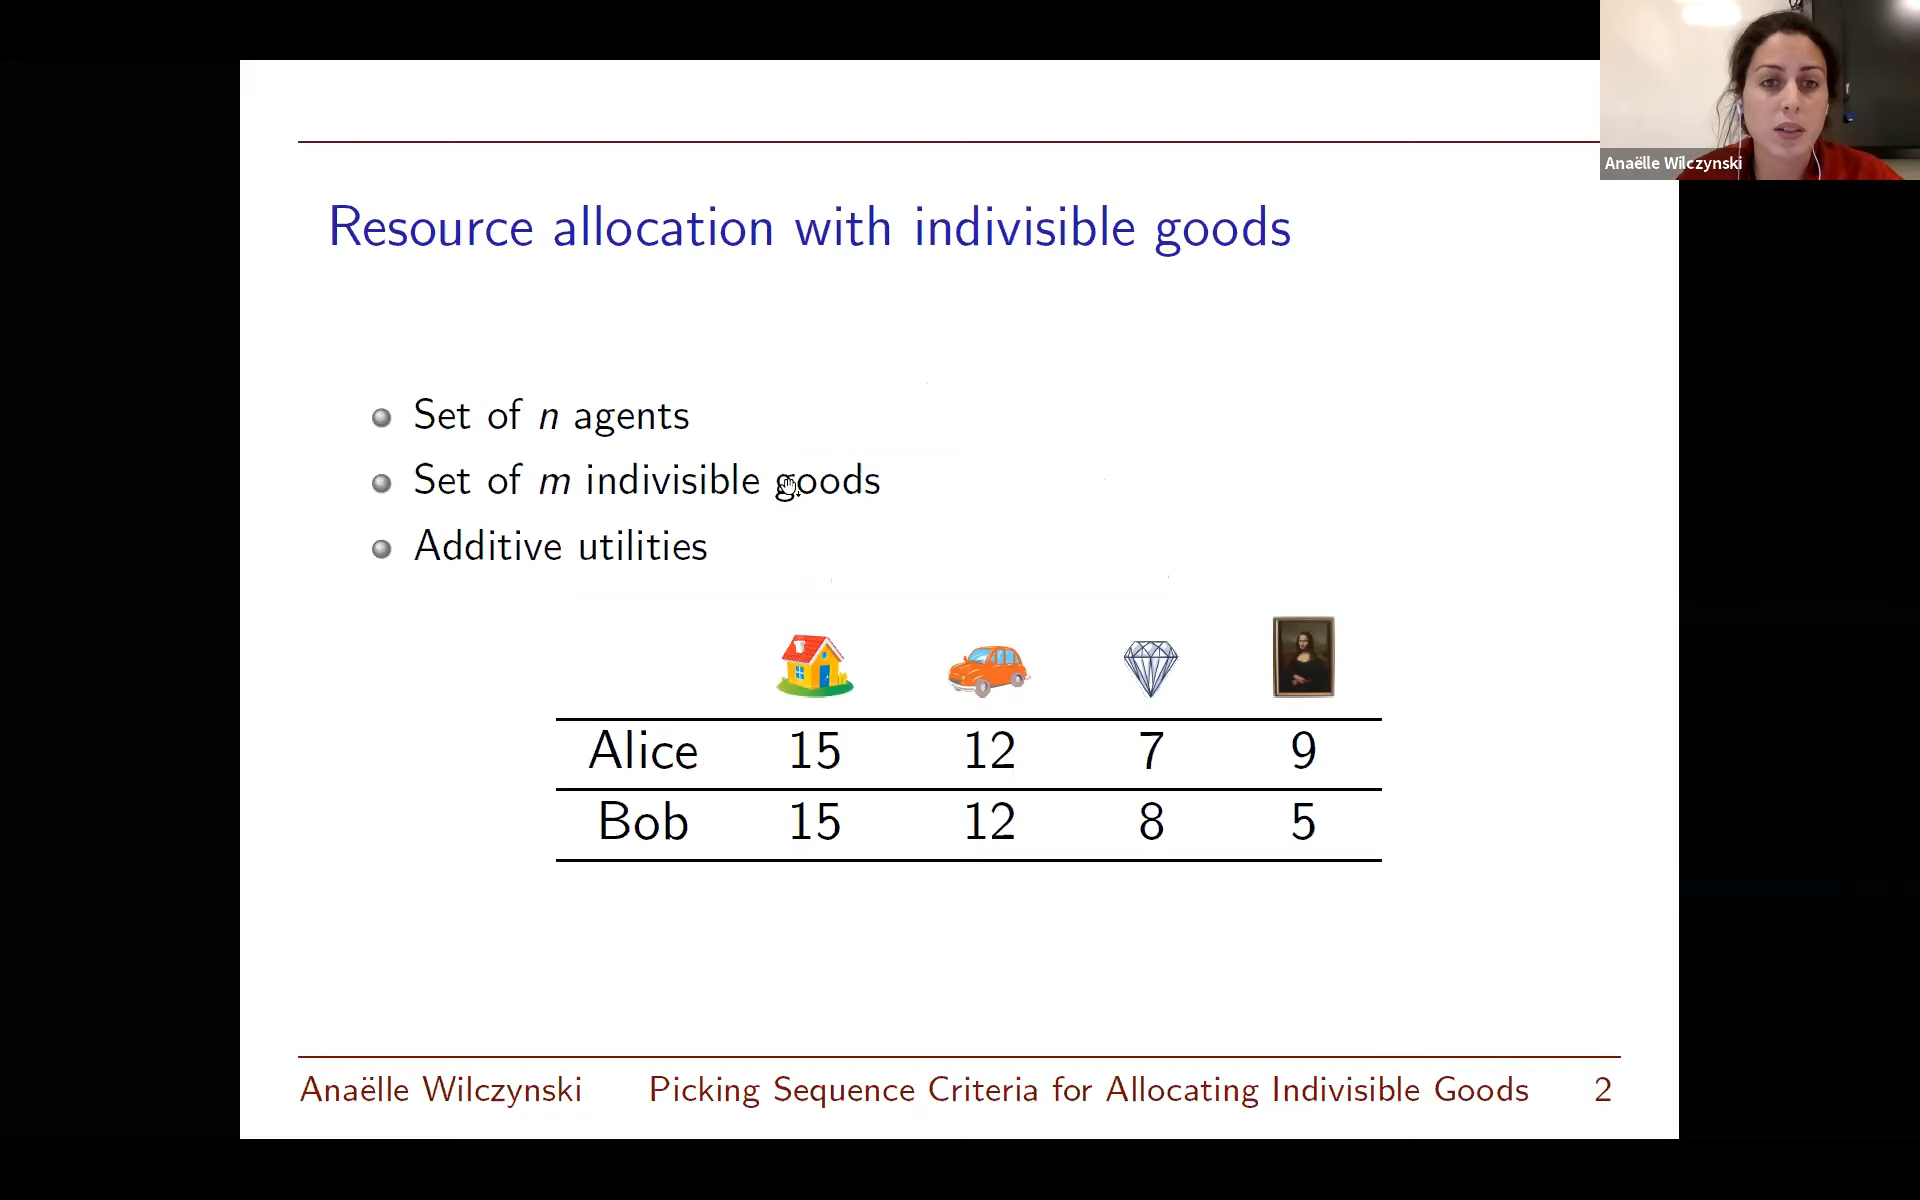 Anaëlle Wilczynski
Resource allocation with indivisible goods
Set of n agents
Set of m indivisible goods
Additive utilities
Alice 15 12 7 9
Bob 15 12 8 5
Anaëlle Wilczynski Picking Sequence Criteria for Allocating Indivisible Goods 2